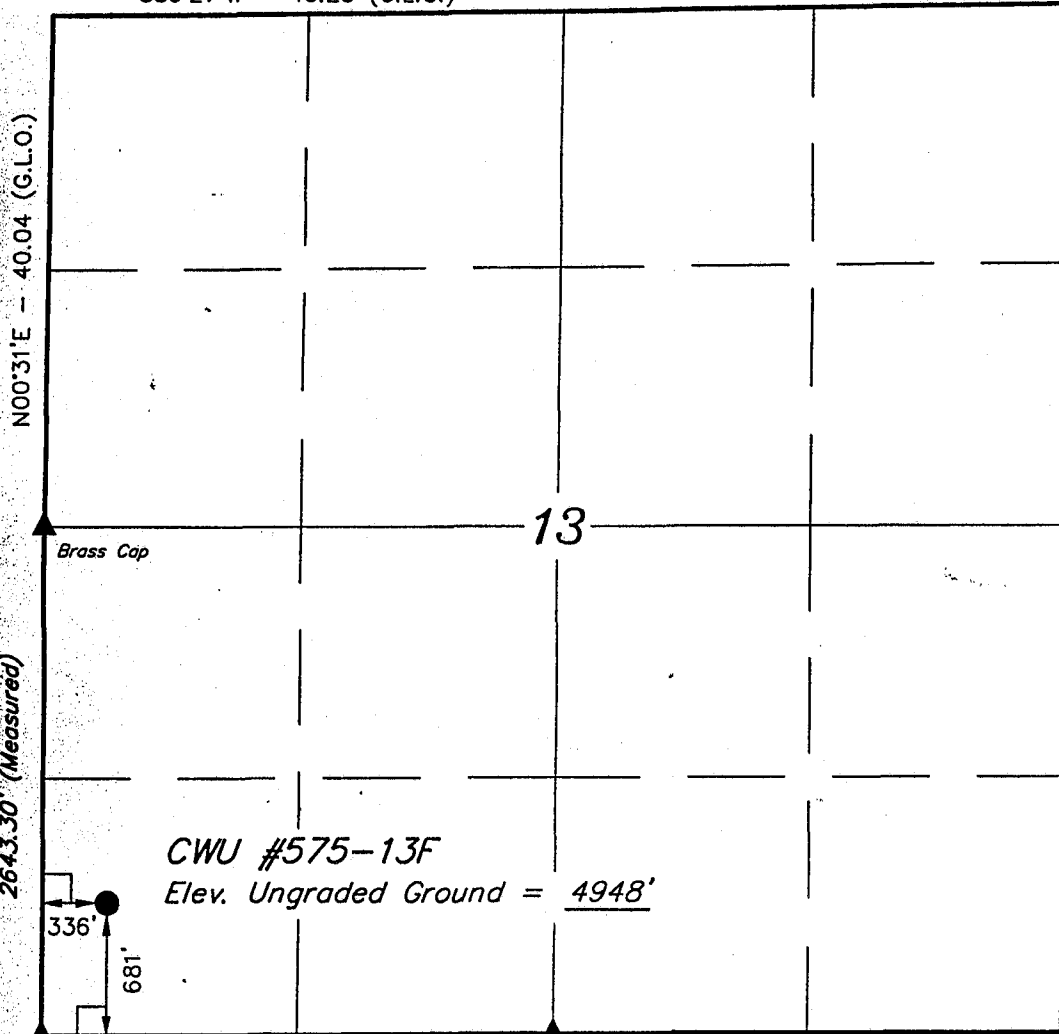 N00°31'E – 40.04 (G.L.O.)
13
Brass Cap
2643.30' (Measured)
CWU #575–13F
Elev. Ungraded Ground = 4948'
336'
681'